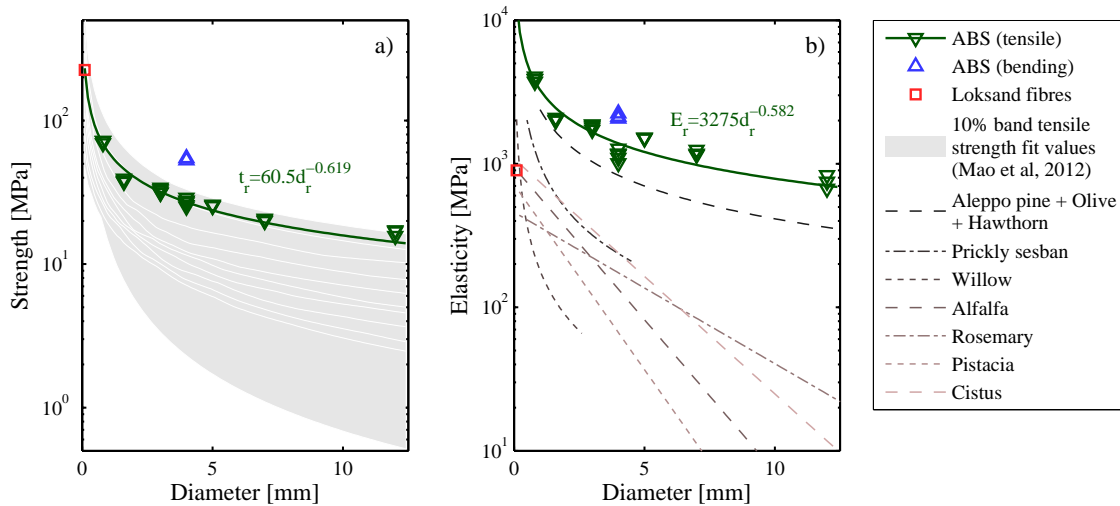 a)
t_r=60.5d_r^−0.619
Strength [MPa]
10^2
10^1
10^0
0
5
10
Diameter [mm]
b)
E_r=3275d_r^−0.582
Elasticity [MPa]
10^4
10^3
10^2
10^1
0
5
10
Diameter [mm]
ABS (tensile)
ABS (bending)
Loksand fibres
10% band tensile
strength fit values
(Mao et al, 2012)
Aleppo pine + Olive
+ Hawthorn
Prickly sesban
Willow
Alfalfa
Rosemary
Pistacia
Cistus